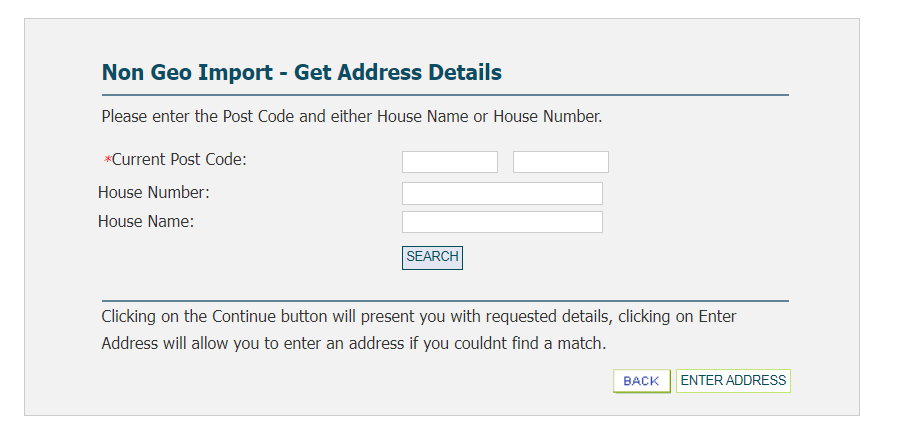 Non Geo Import - Get Address Details
Please enter the Post Code and either House Name or House Number.
*Current Post Code:
House Number:
House Name:
SEARCH
Clicking on the Continue button will present you with requested details, clicking on Enter
Address will allow you to enter an address if you couldnt find a match.
BACK ENTER ADDRESS